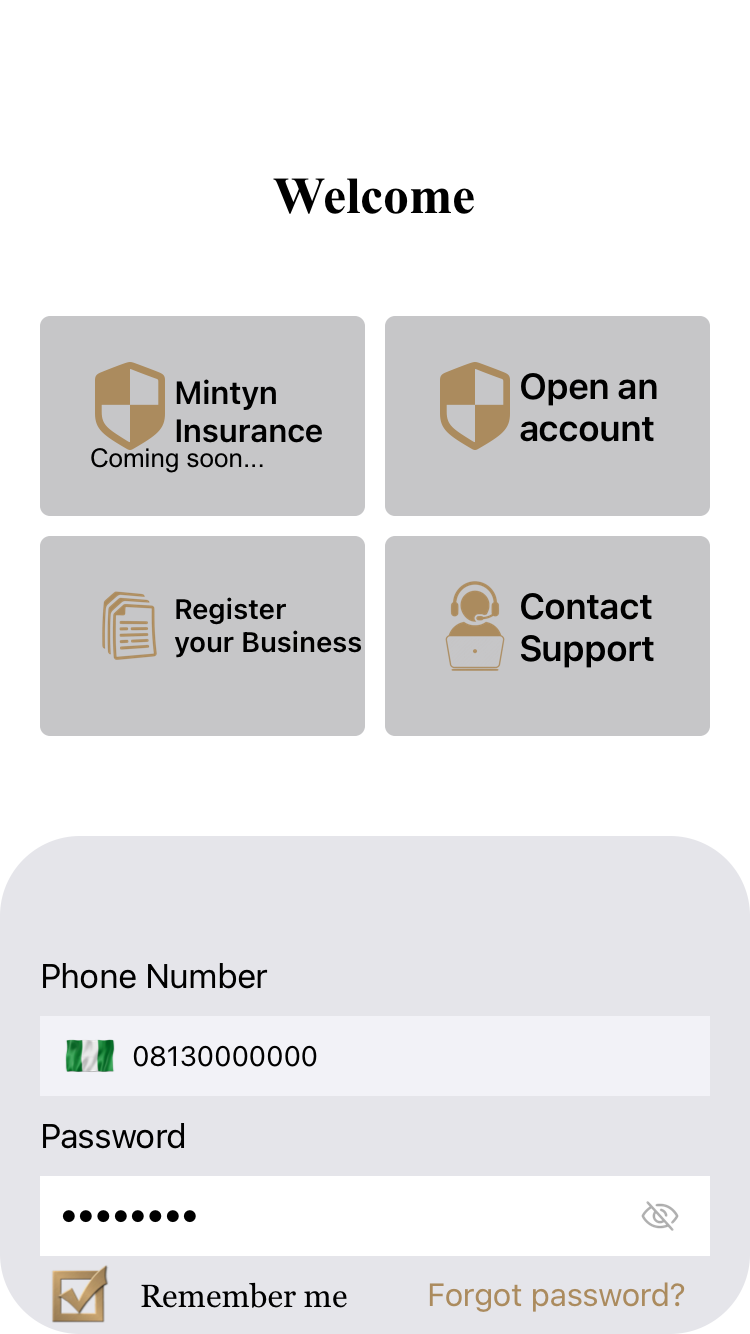 Welcome
Mintyn
Insurance
Coming soon...
Open an
account
Register
your Business
Contact
Support
Phone Number
08130000000
Password
••••••••
Remember me
Forgot password?